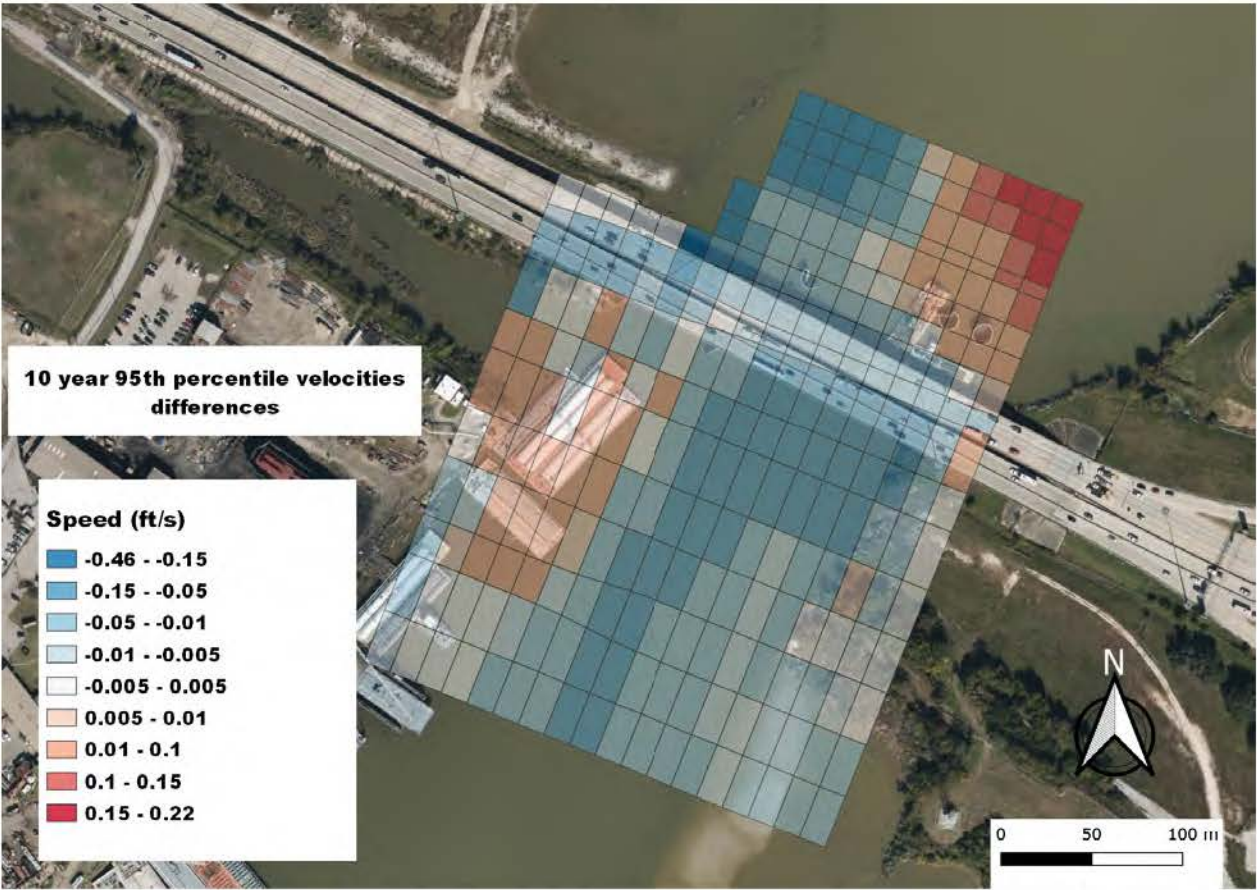 10 year 95th percentile velocities
differences
Speed (ft/s)
-0.46 - -0.15
-0.15 - -0.05
-0.05 - -0.01
-0.01 - -0.005
-0.005 - 0.005
0.005 - 0.01
0.01 - 0.1
0.1 - 0.15
0.15 - 0.22
N
0 50 100 m